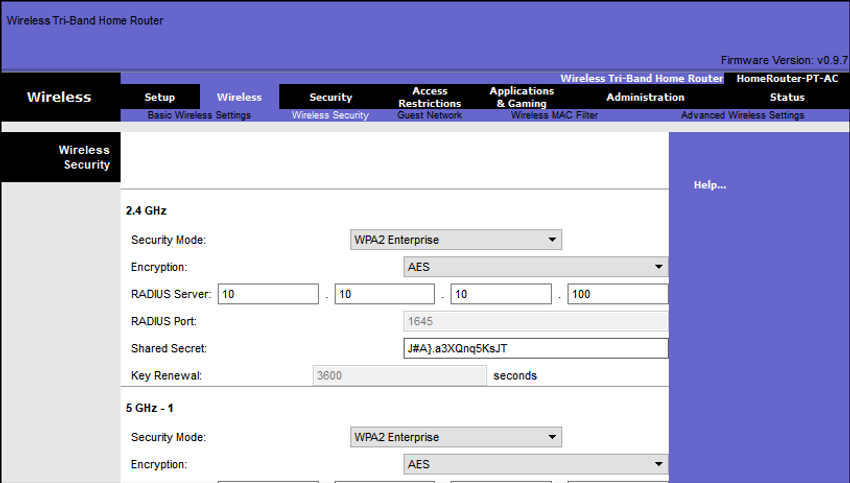 Wireless Tri-Band Home Router
Firmware Version: v0.9.7
Wireless Tri-Band Home Router HomeRouter-PT-AC
Wireless
Setup Wireless Security Access Restrictions Applications & Gaming Administration Status
Basic Wireless Settings Wireless Security Guest Network Wireless MAC Filter Advanced Wireless Settings
Wireless
Security
Help...
2.4 GHz
Security Mode: WPA2 Enterprise
Encryption: AES
RADIUS Server: 10 . 10 . 10 . 100
RADIUS Port: 1645
Shared Secret: J#A}.a3XQnq5KsJT
Key Renewal: 3600 seconds
5 GHz - 1
Security Mode: WPA2 Enterprise
Encryption: AES